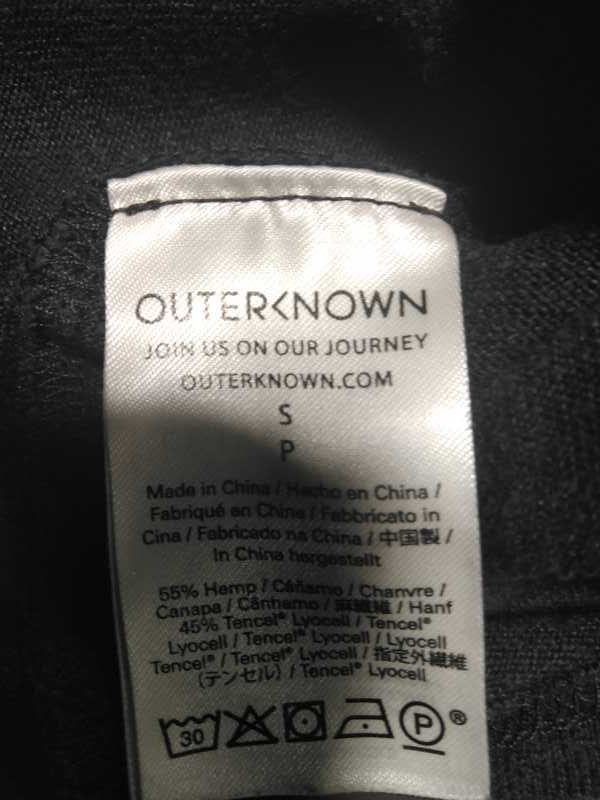 OUTERKNOWN
JOIN US ON OUR JOURNEY
OUTERKNOWN.COM
S
P
Made in China / Hecho en China /
Fabriqué en Chine / Fabbricato in
Cina / Fabricado na China / 中国製 /
In China hergestellt
55% Hemp / Cáñamo / Chanvre /
Canapa / Cânhamo / 麻繊維 / Hanf
45% Tencel® Lyocell / Tencel®
Lyocell / Tencel® Lyocell / Lyocell
Tencel® / Tencel® Lyocell / 指定外繊維
(テンセル) / Tencel® Lyocell
30 P ®